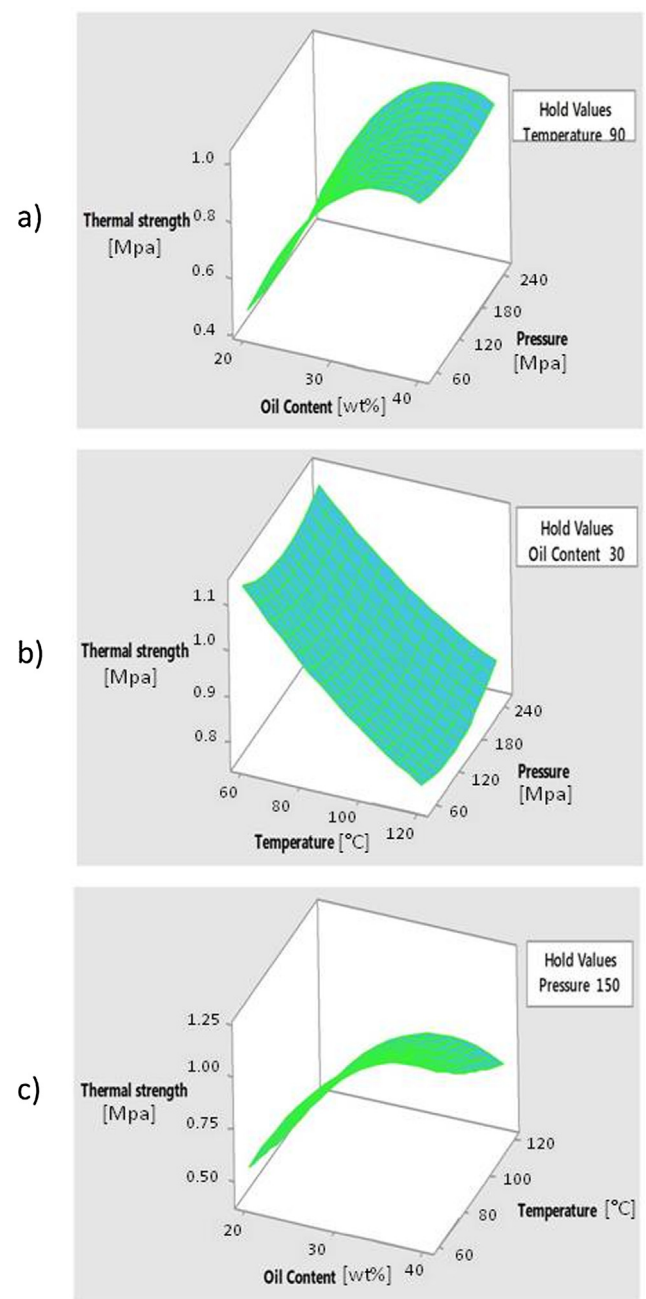 a)
Hold Values
Temperature 90
1.0
0.8
0.6
0.4
Thermal strength
[Mpa]
240
180
120
60
Pressure
[Mpa]
20
30
40
Oil Content [wt%]
b)
Hold Values
Oil Content 30
1.1
1.0
0.9
0.8
Thermal strength
[Mpa]
240
180
120
60
Pressure
[Mpa]
60
80
100
120
Temperature [°C]
c)
Hold Values
Pressure 150
1.25
1.00
0.75
0.50
Thermal strength
[Mpa]
120
100
80
60
Temperature [°C]
20
30
40
Oil Content [wt%]